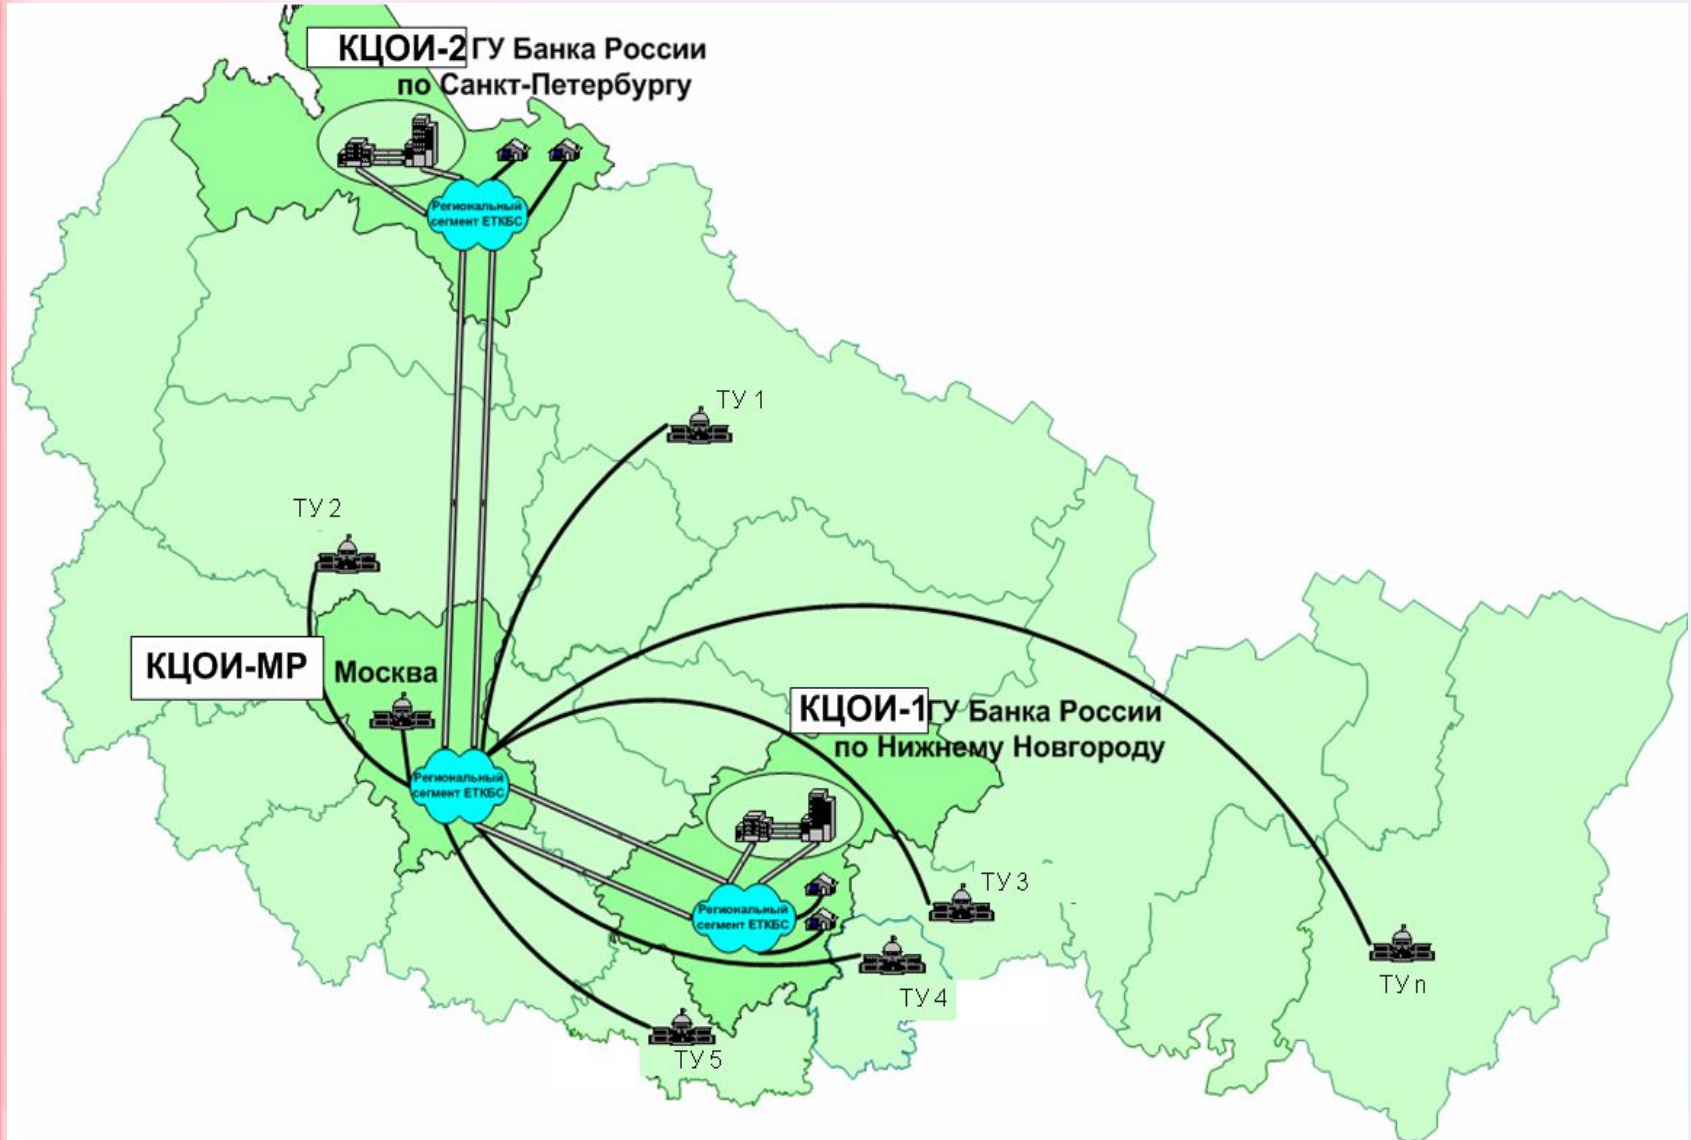 КЦОИ-2 ГУ Банка России
по Санкт-Петербургу
Региональный
сегмент ЕТКБС
ТУ 1
ТУ 2
КЦОИ-МР
Москва
КЦОИ-1 ГУ Банка России
по Нижнему Новгороду
Региональный
сегмент ЕТКБС
Региональный
сегмент ЕТКБС
ТУ 3
ТУ n
ТУ 4
ТУ 5